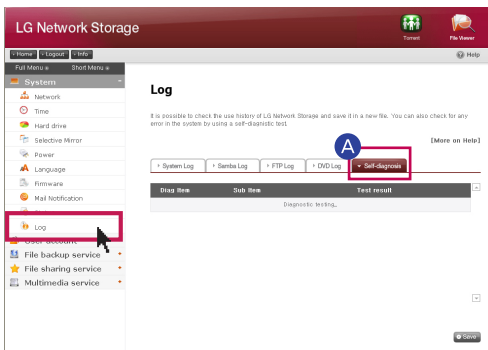 LG Network Storage
Torrent
File Viewer
Home Logout Info
Help
Full Menu Short Menu
System
Network
Time
Hard drive
Selective Mirror
Power
Language
Firmware
Mail Notification
Log
User account
File backup service
File sharing service
Multimedia service
Log
It is possible to check the use history of LG Network Storage and save it in a new file. You can also check for any
error in the system by using a self-diagnistic test.
[More on Help]
A
System Log Samba Log FTP Log DVD Log Self-diagnosis
Diag Item Sub Item Test result
Diagnostic testing..
Save